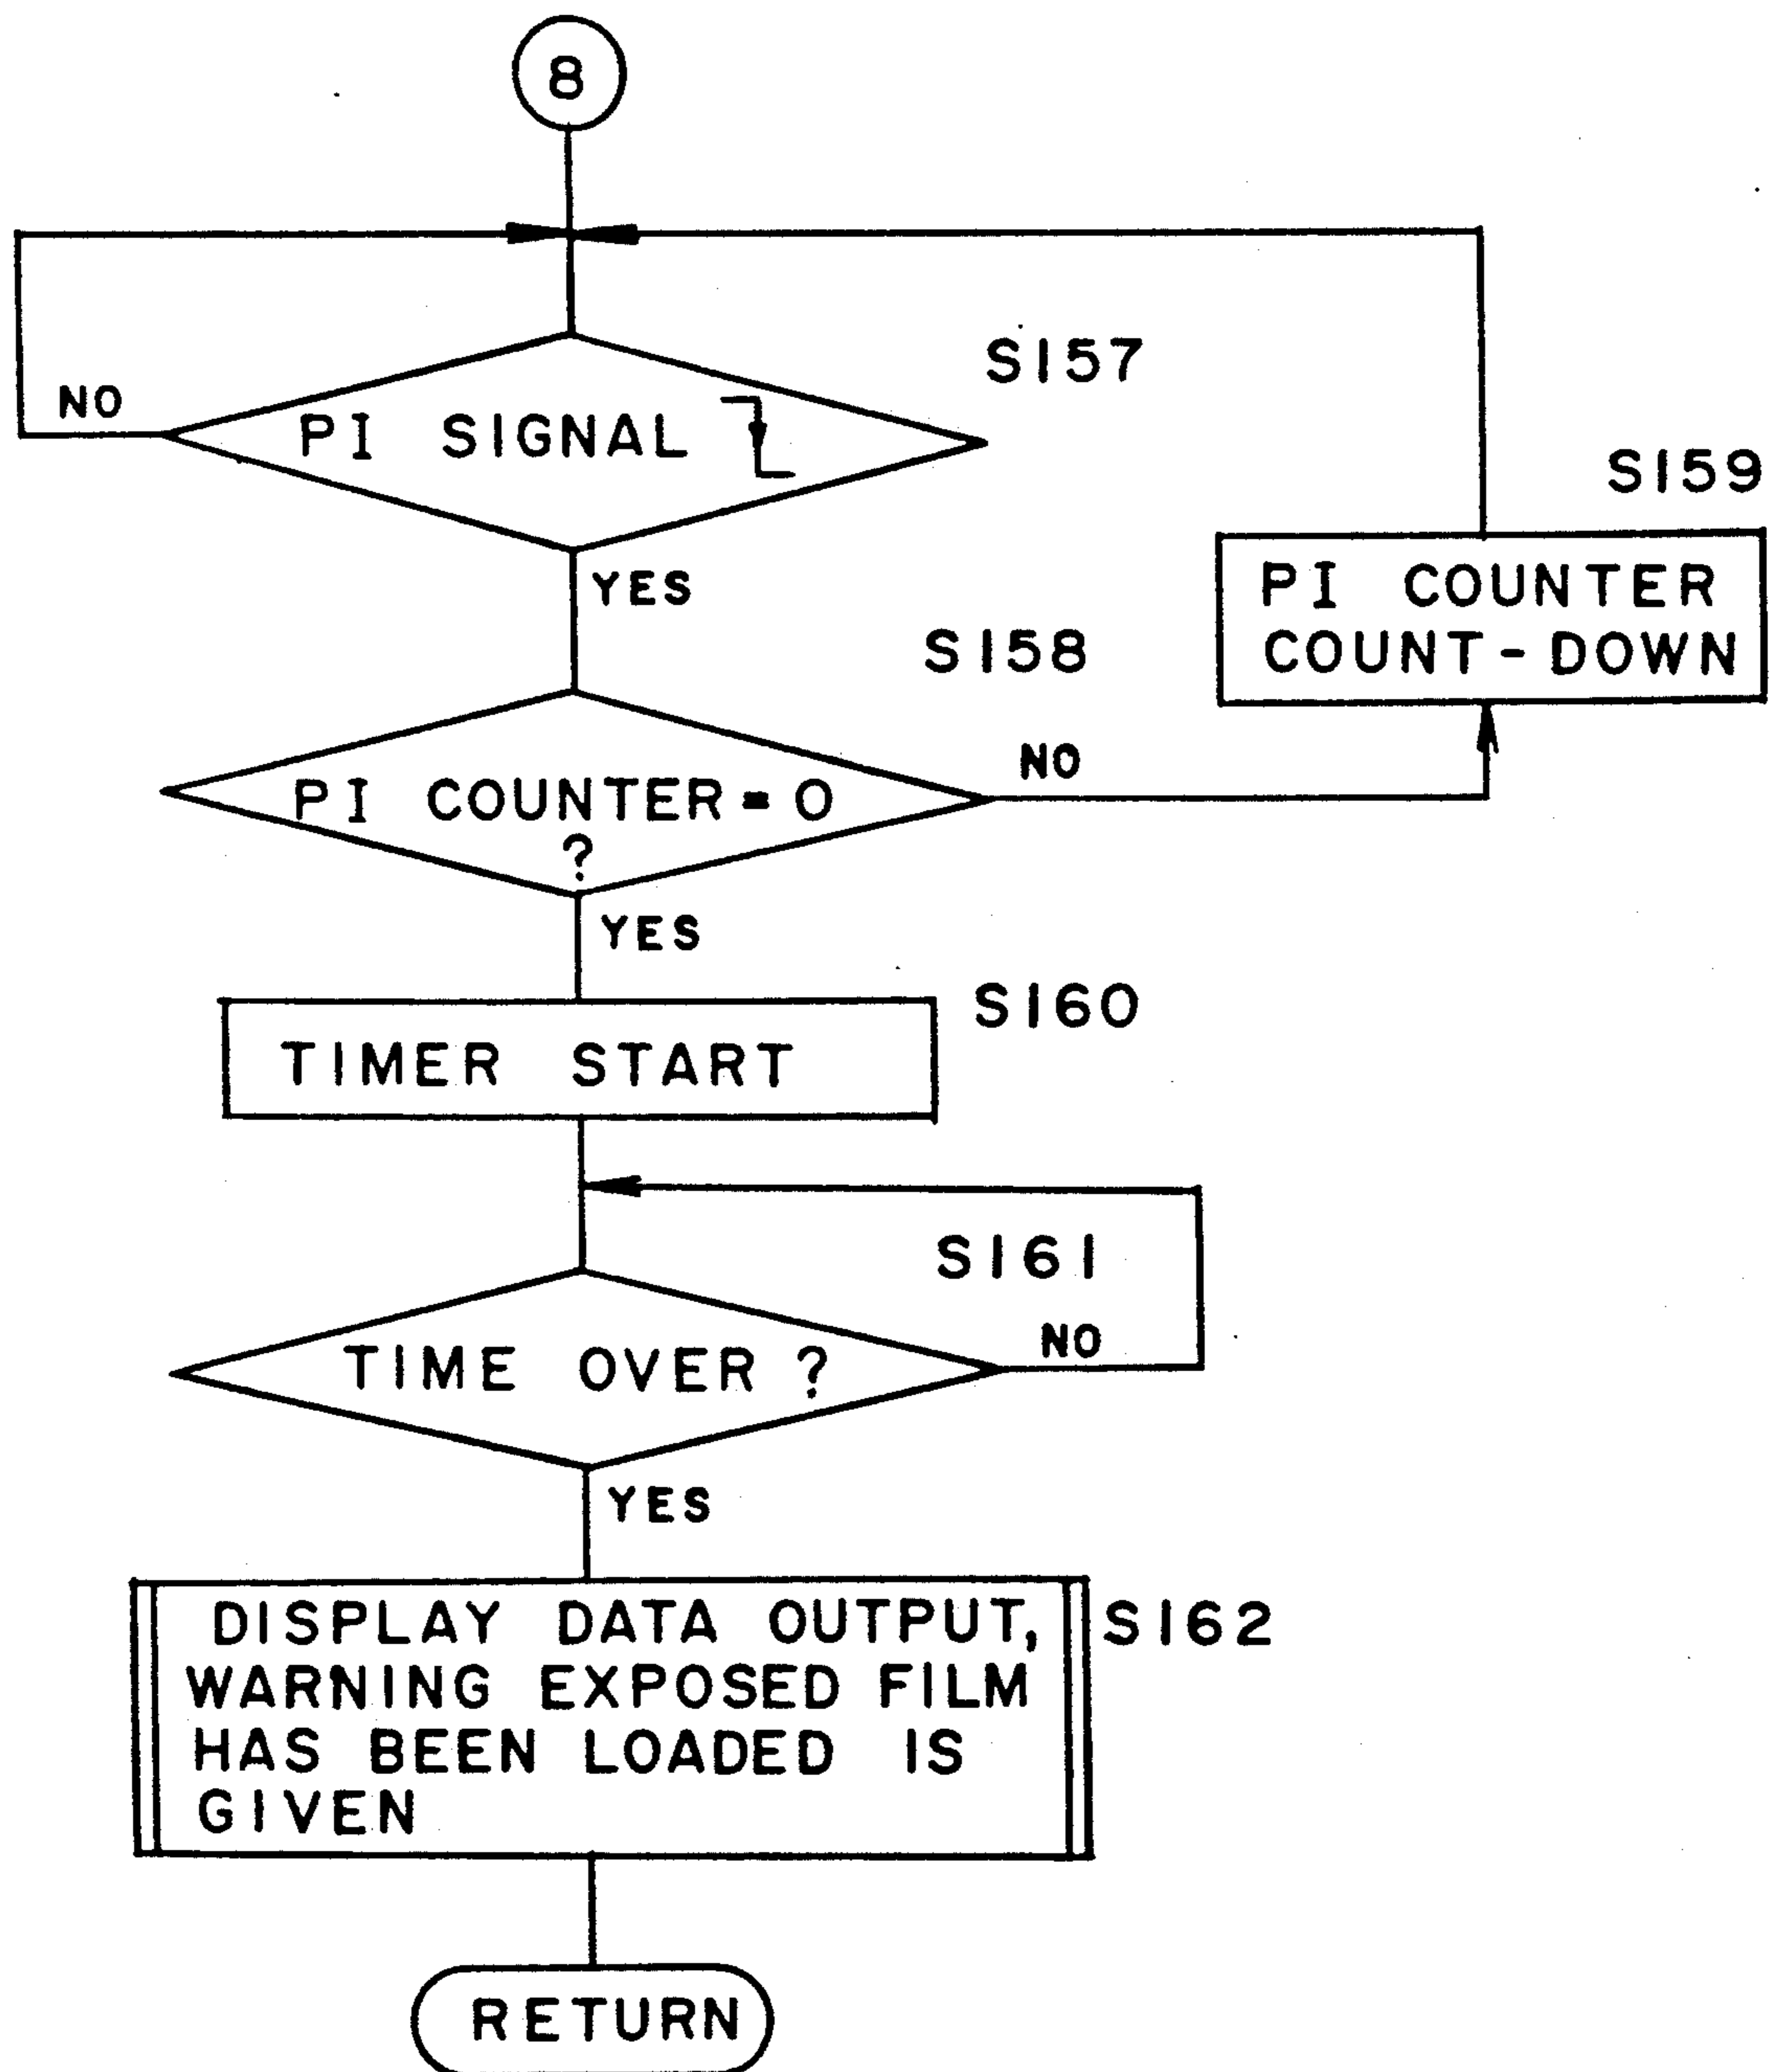 8
S157
NO
PI SIGNAL
YES
S159
PI COUNTER
COUNT-DOWN
S158
PI COUNTER = 0
?
NO
YES
S160
TIMER START
S161
TIME OVER ?
NO
YES
S162
DISPLAY DATA OUTPUT,
WARNING EXPOSED FILM
HAS BEEN LOADED IS
GIVEN
RETURN